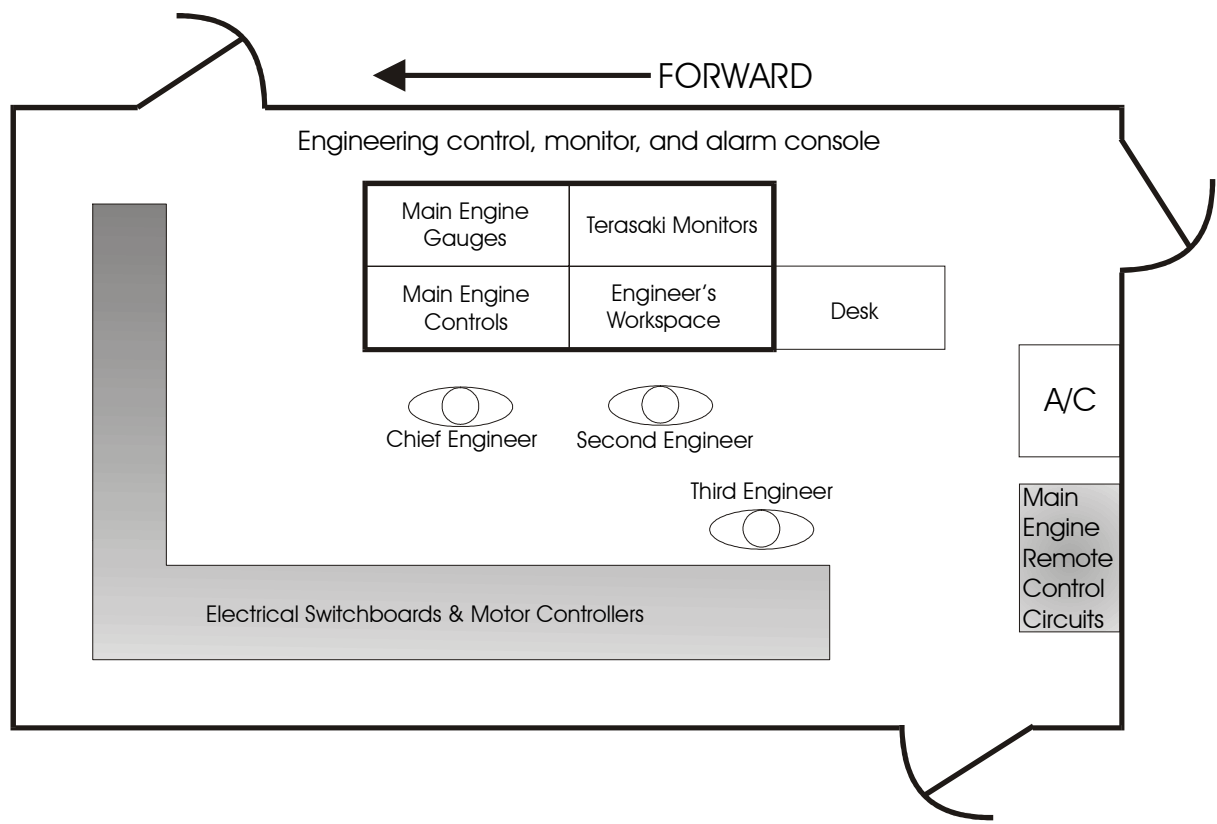 FORWARD
Engineering control, monitor, and alarm console
Main Engine
Gauges
Terasaki Monitors
Main Engine
Controls
Engineer‘s
Workspace
Desk
A/C
Chief Engineer
Second Engineer
Third Engineer
Main
Engine
Remote
Control
Circuits
Electrical Switchboards & Motor Controllers